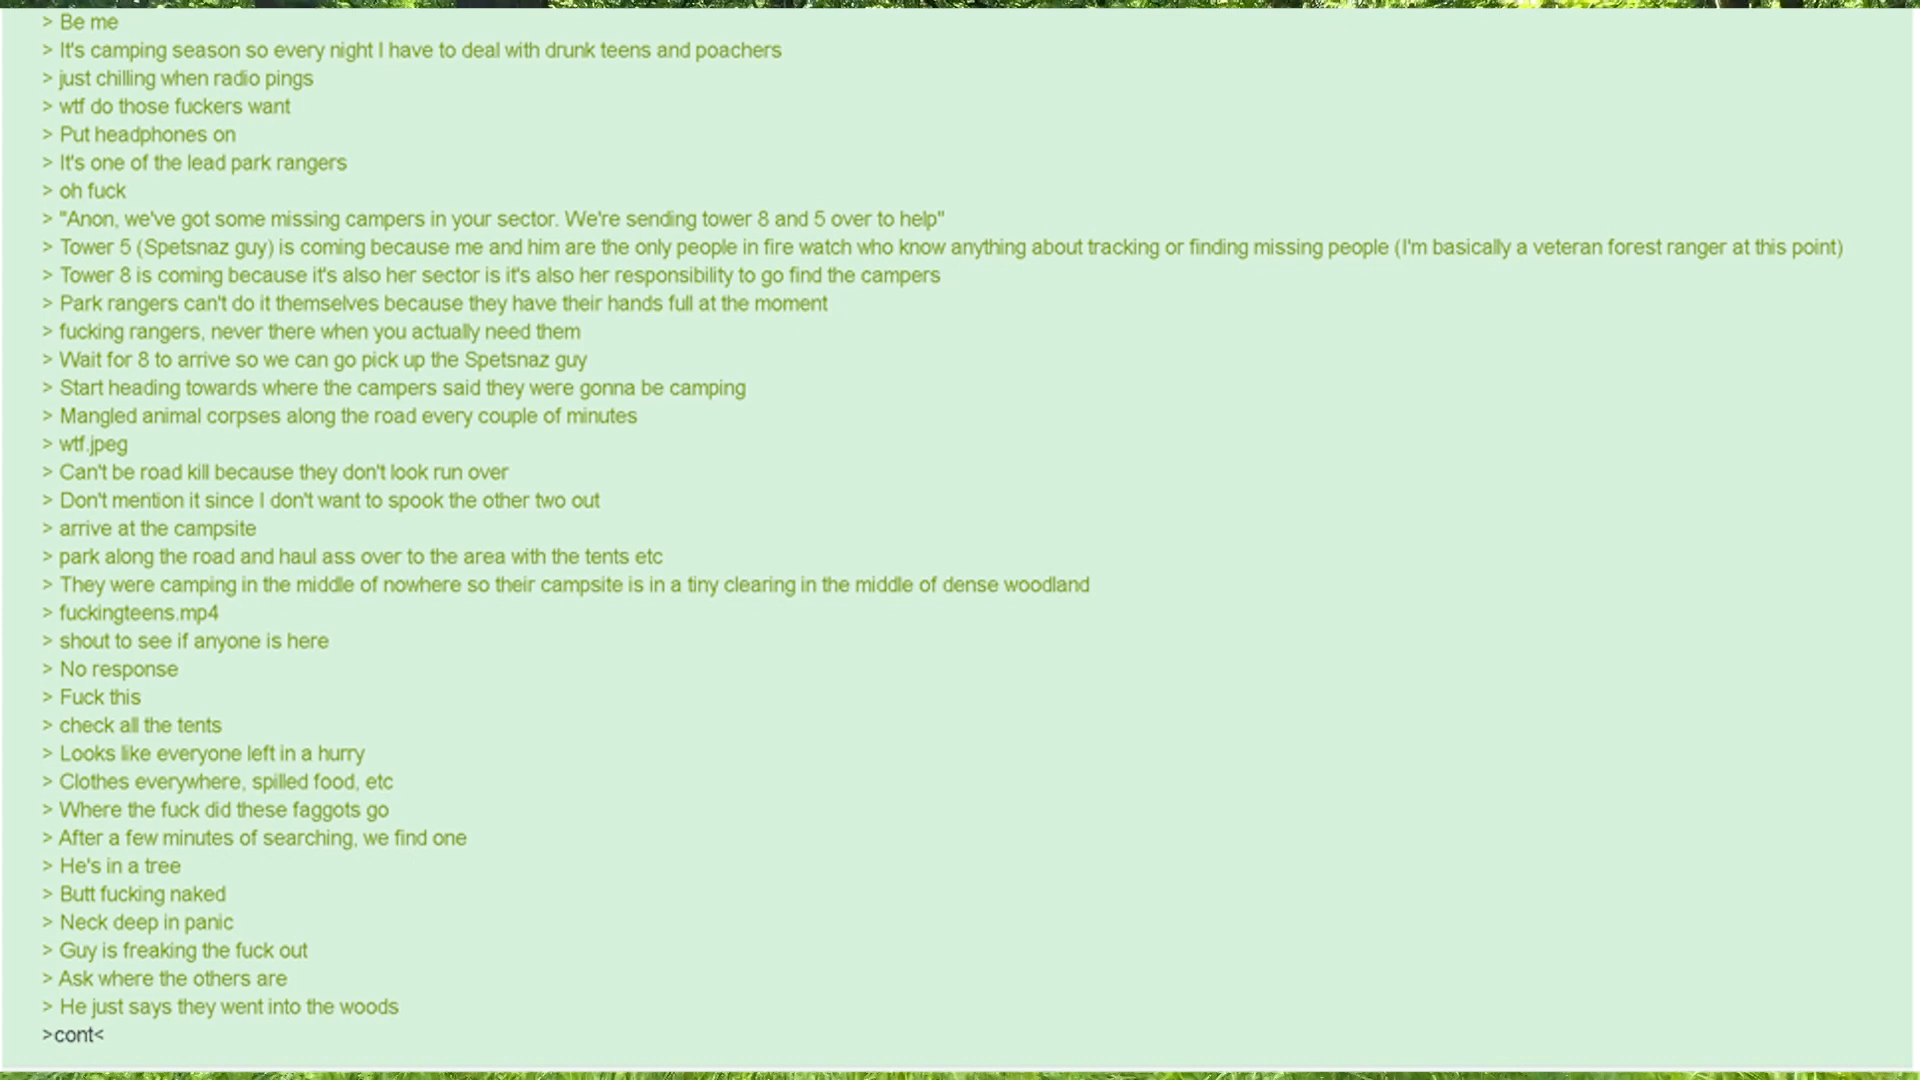 > Be me
> It's camping season so every night I have to deal with drunk teens and poachers
> just chilling when radio pings
> wtf do those fuckers want
> Put headphones on
> It's one of the lead park rangers
> oh fuck
> "Anon, we've got some missing campers in your sector. We're sending tower 8 and 5 over to help"
> Tower 5 (Spetsnaz guy) is coming because me and him are the only people in fire watch who know anything about tracking or finding missing people (I'm basically a veteran forest ranger at this point)
> Tower 8 is coming because it's also her sector is it's also her responsibility to go find the campers
> Park rangers can't do it themselves because they have their hands full at the moment
> fucking rangers, never there when you actually need them
> Wait for 8 to arrive so we can go pick up the Spetsnaz guy
> Start heading towards where the campers said they were gonna be camping
> Mangled animal corpses along the road every couple of minutes
> wtf.jpeg
> Can't be road kill because they don't look run over
> Don't mention it since I don't want to spook the other two out
> arrive at the campsite
> park along the road and haul ass over to the area with the tents etc
> They were camping in the middle of nowhere so their campsite is in a tiny clearing in the middle of dense woodland
> fuckingteens.mp4
> shout to see if anyone is here
> No response
> Fuck this
> check all the tents
> Looks like everyone left in a hurry
> Clothes everywhere, spilled food, etc
> Where the fuck did these faggots go
> After a few minutes of searching, we find one
> He's in a tree
> Butt fucking naked
> Neck deep in panic
> Guy is freaking the fuck out
> Ask where the others are
> He just says they went into the woods
>cont<